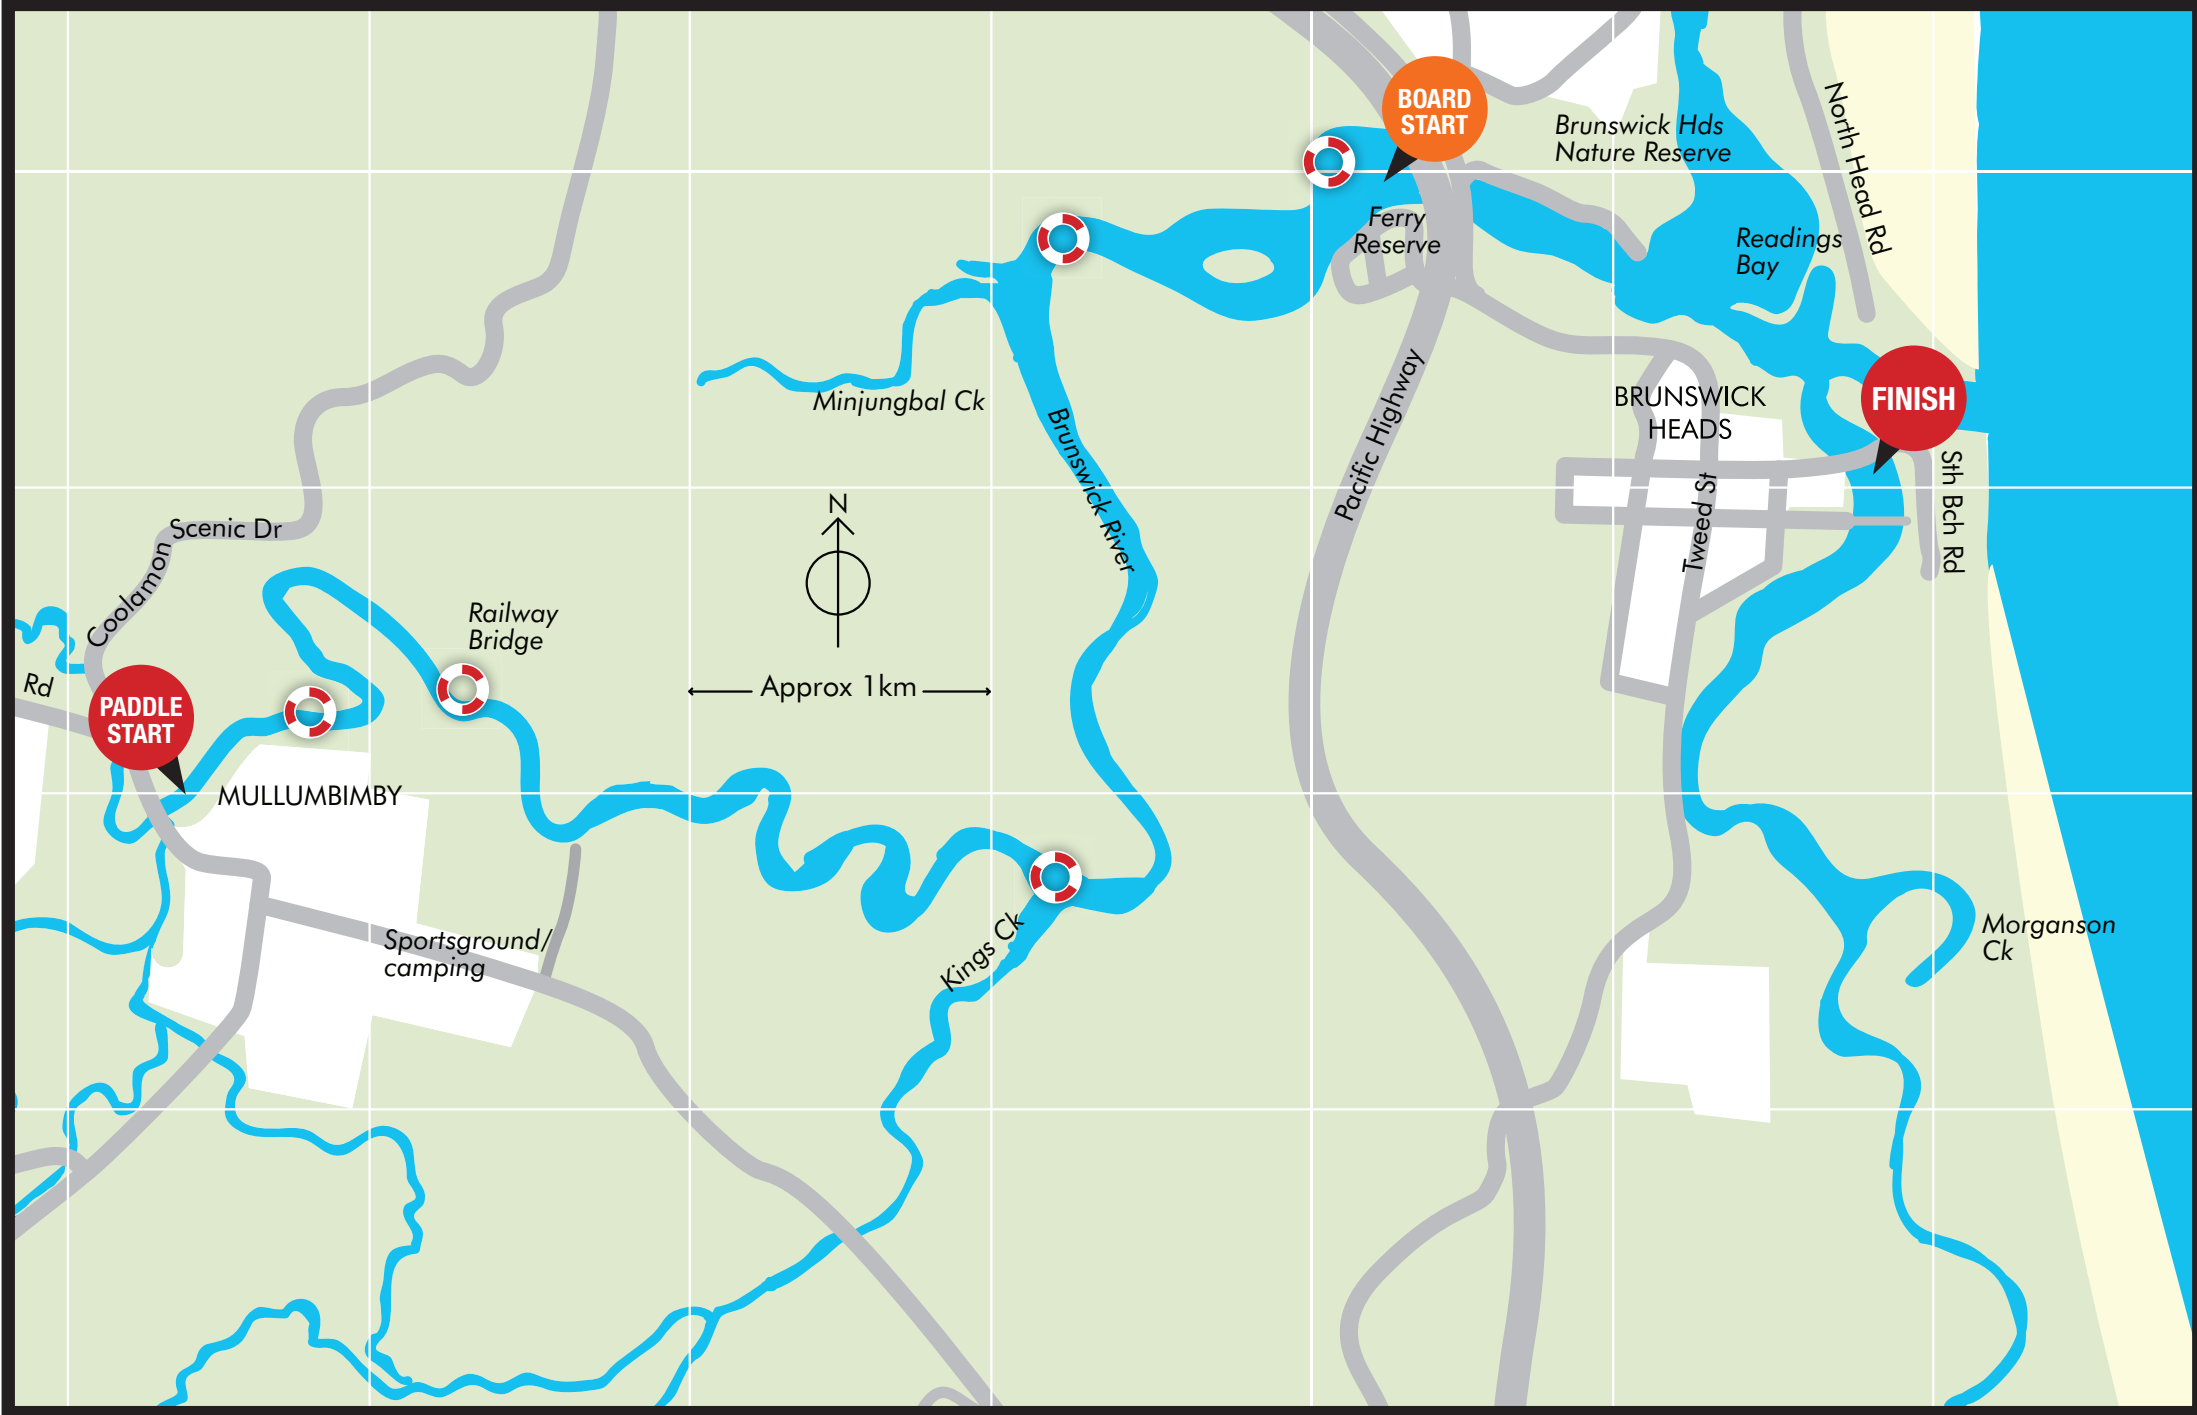 BOARD
START
Brunswick Hds
Nature Reserve
North Head Rd
Ferry
Reserve
Readings
Bay
Minjungbal Ck
Brunswick River
Pacific Highway
BRUNSWICK
HEADS
FINISH
Sth Bch Rd
Tweed St
N
Approx 1km
Coolamon
Scenic Dr
Railway
Bridge
Rd
PADDLE
START
MULLUMBIMBY
Sportsground/
camping
Kings Ck
Morganson
Ck